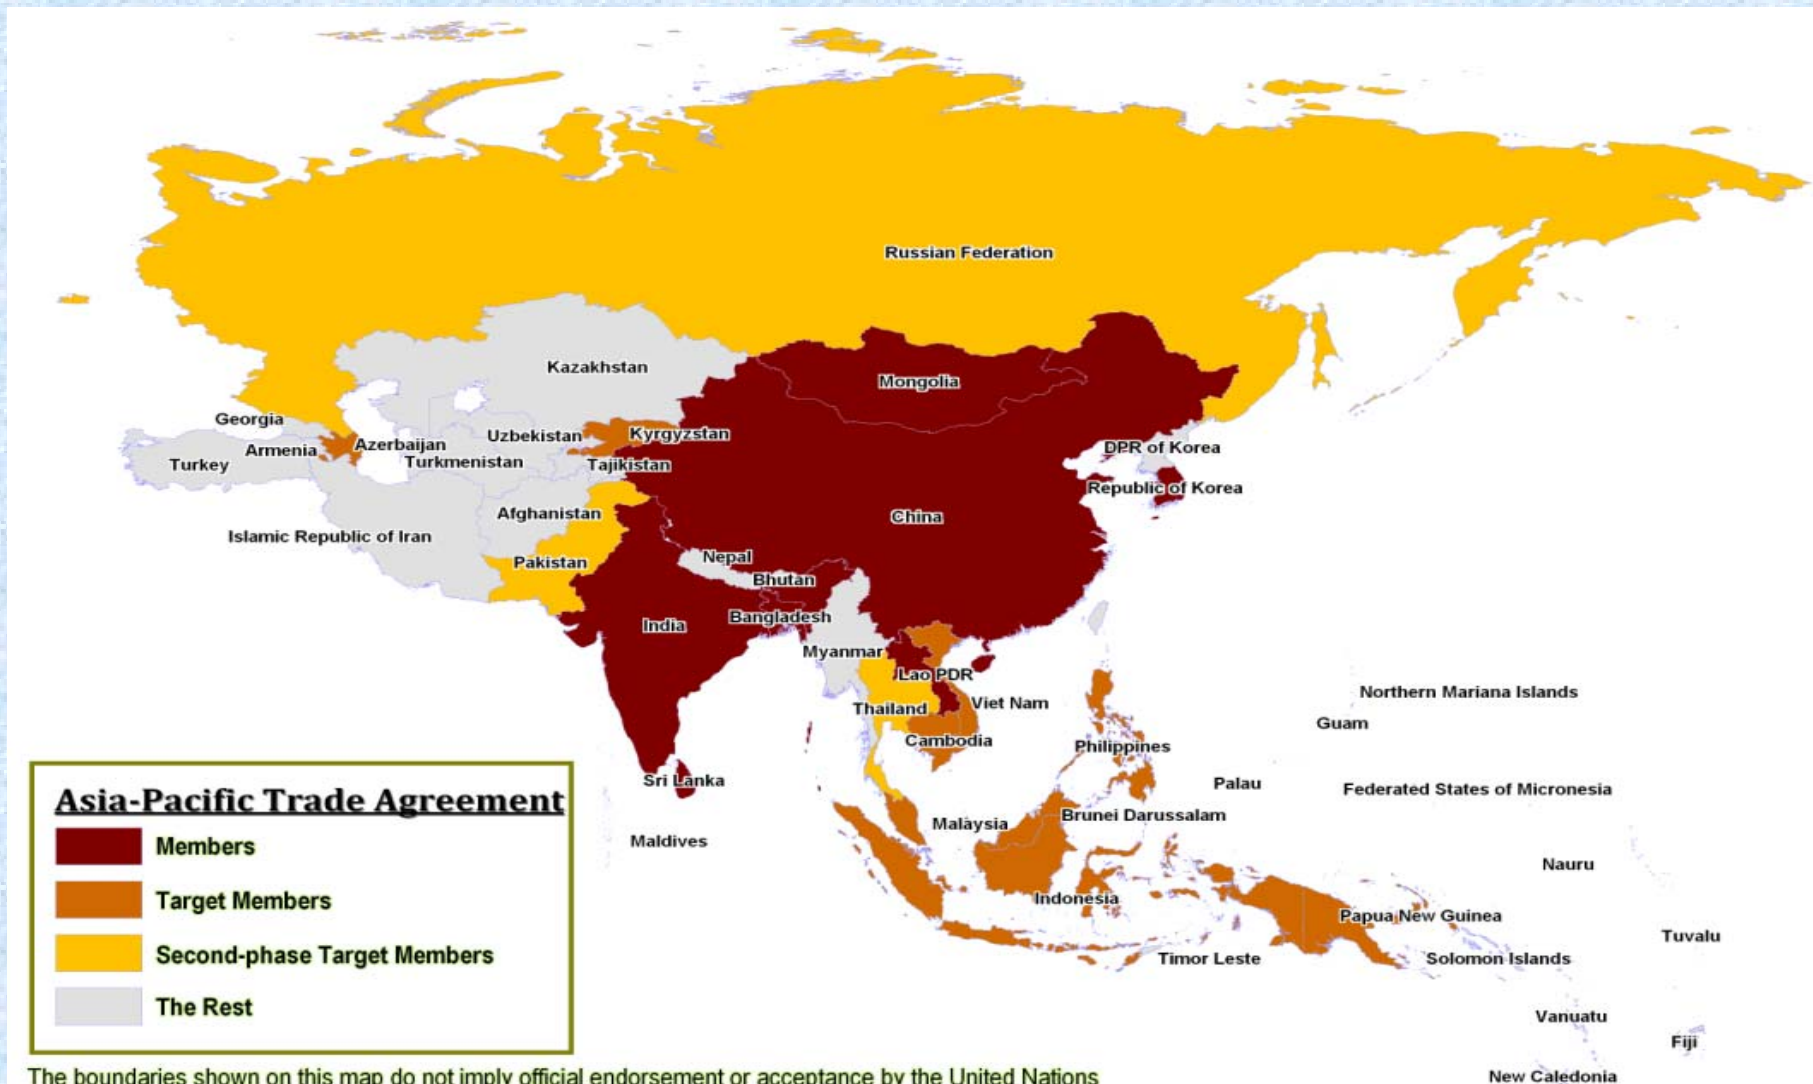 Russian Federation
Kazakhstan
Mongolia
Georgia
Uzbekistan
Kyrgyzstan
Azerbaijan
Armenia
DPR of Korea
Turkey
Turkmenistan
Tajikistan
Republic of Korea
Afghanistan
China
Islamic Republic of Iran
Nepal
Pakistan
Bhutan
Bangladesh
India
Myanmar
Lao PDR
Northern Mariana Islands
Viet Nam
Thailand
Guam
Cambodia
Philippines
Sri Lanka
Palau
Federated States of Micronesia
Asia-Pacific Trade Agreement
Brunei Darussalam
Malaysia
Maldives
Members
Nauru
Target Members
Indonesia
Papua New Guinea
Tuvalu
Second-phase Target Members
Timor Leste
Solomon Islands
The Rest
Vanuatu
Fiji
New Caledonia
The boundaries shown on this map do not imply official endorsement or acceptance by the United Nations